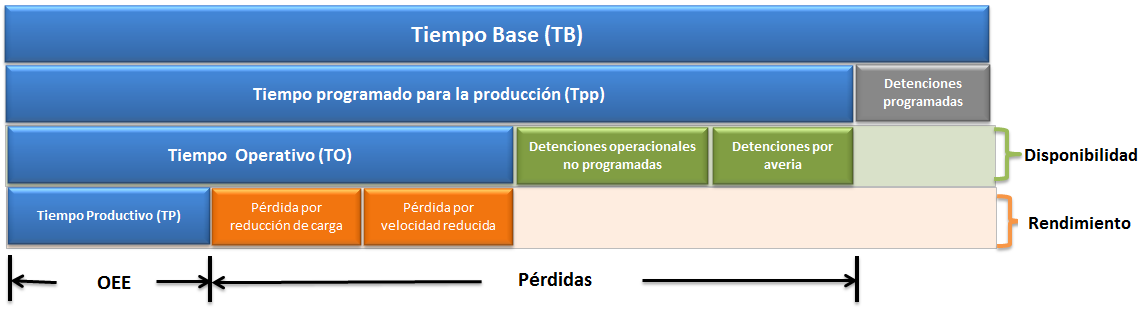 Tiempo Base (TB)
Tiempo programado para la producción (Tpp)
Detenciones
programadas
Tiempo Operativo (TO)
Detenciones operacionales
no programadas
Detenciones por
averia
Disponibilidad
Tiempo Productivo (TP)
Pérdida por
reducción de carga
Pérdida por
velocidad reducida
Rendimiento
OEE
Pérdidas